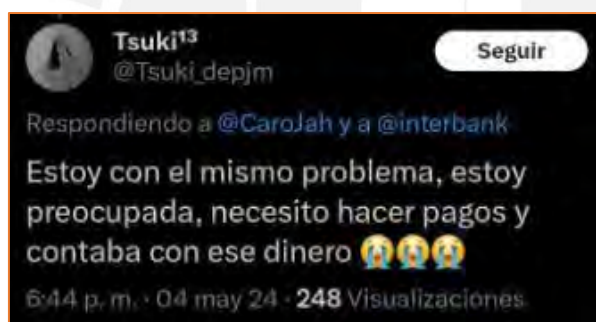 Tsuki¹³
Seguir
@Tsuki_depjm
Respondiendo a @CaroJah y a @interbank
Estoy con el mismo problema, estoy
preocupada, necesito hacer pagos y
contaba con ese dinero 😭😭😭
6:44 p. m. · 04 may 24 · 248 Visualizaciones